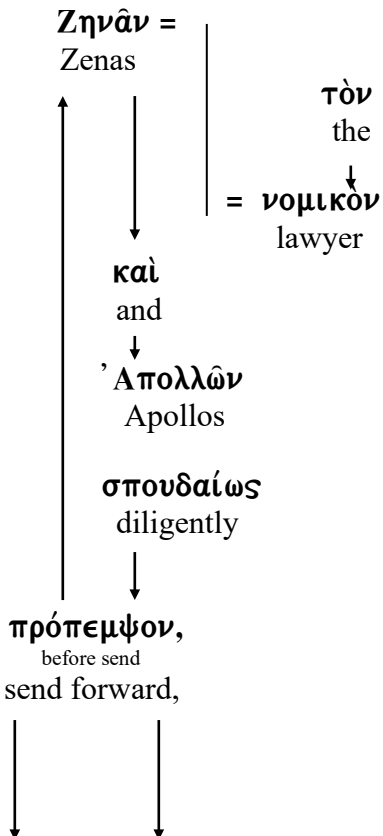 Ζηνᾶν =
Zenas
τὸν
the
= νομικὸν
lawyer
καὶ
and
Ἀπολλῶν
Apollos
σπουδαίως
diligently
πρόπεμψον,
before send
send forward,